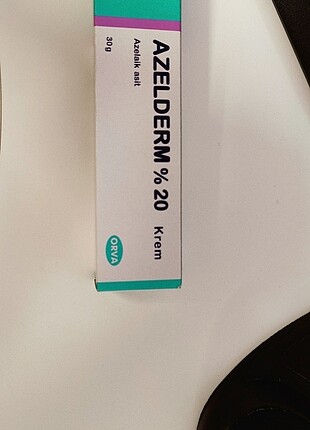 AZELDERM % 20 Krem
Azelaik asit
30g
ORVA